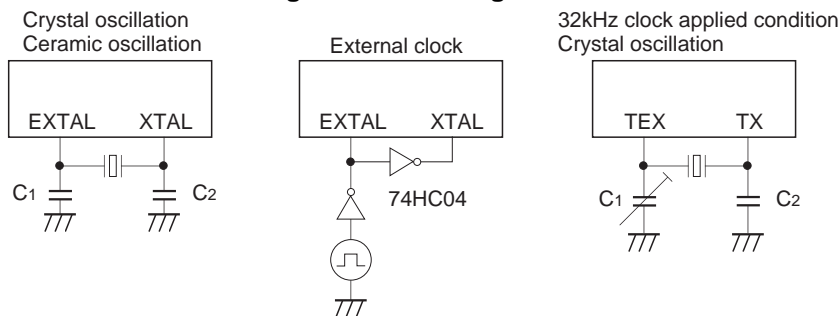 Crystal oscillation
Ceramic oscillation
EXTAL XTAL
C1 C2
External clock
EXTAL XTAL
74HC04
32kHz clock applied condition
Crystal oscillation
TEX TX
C1 C2